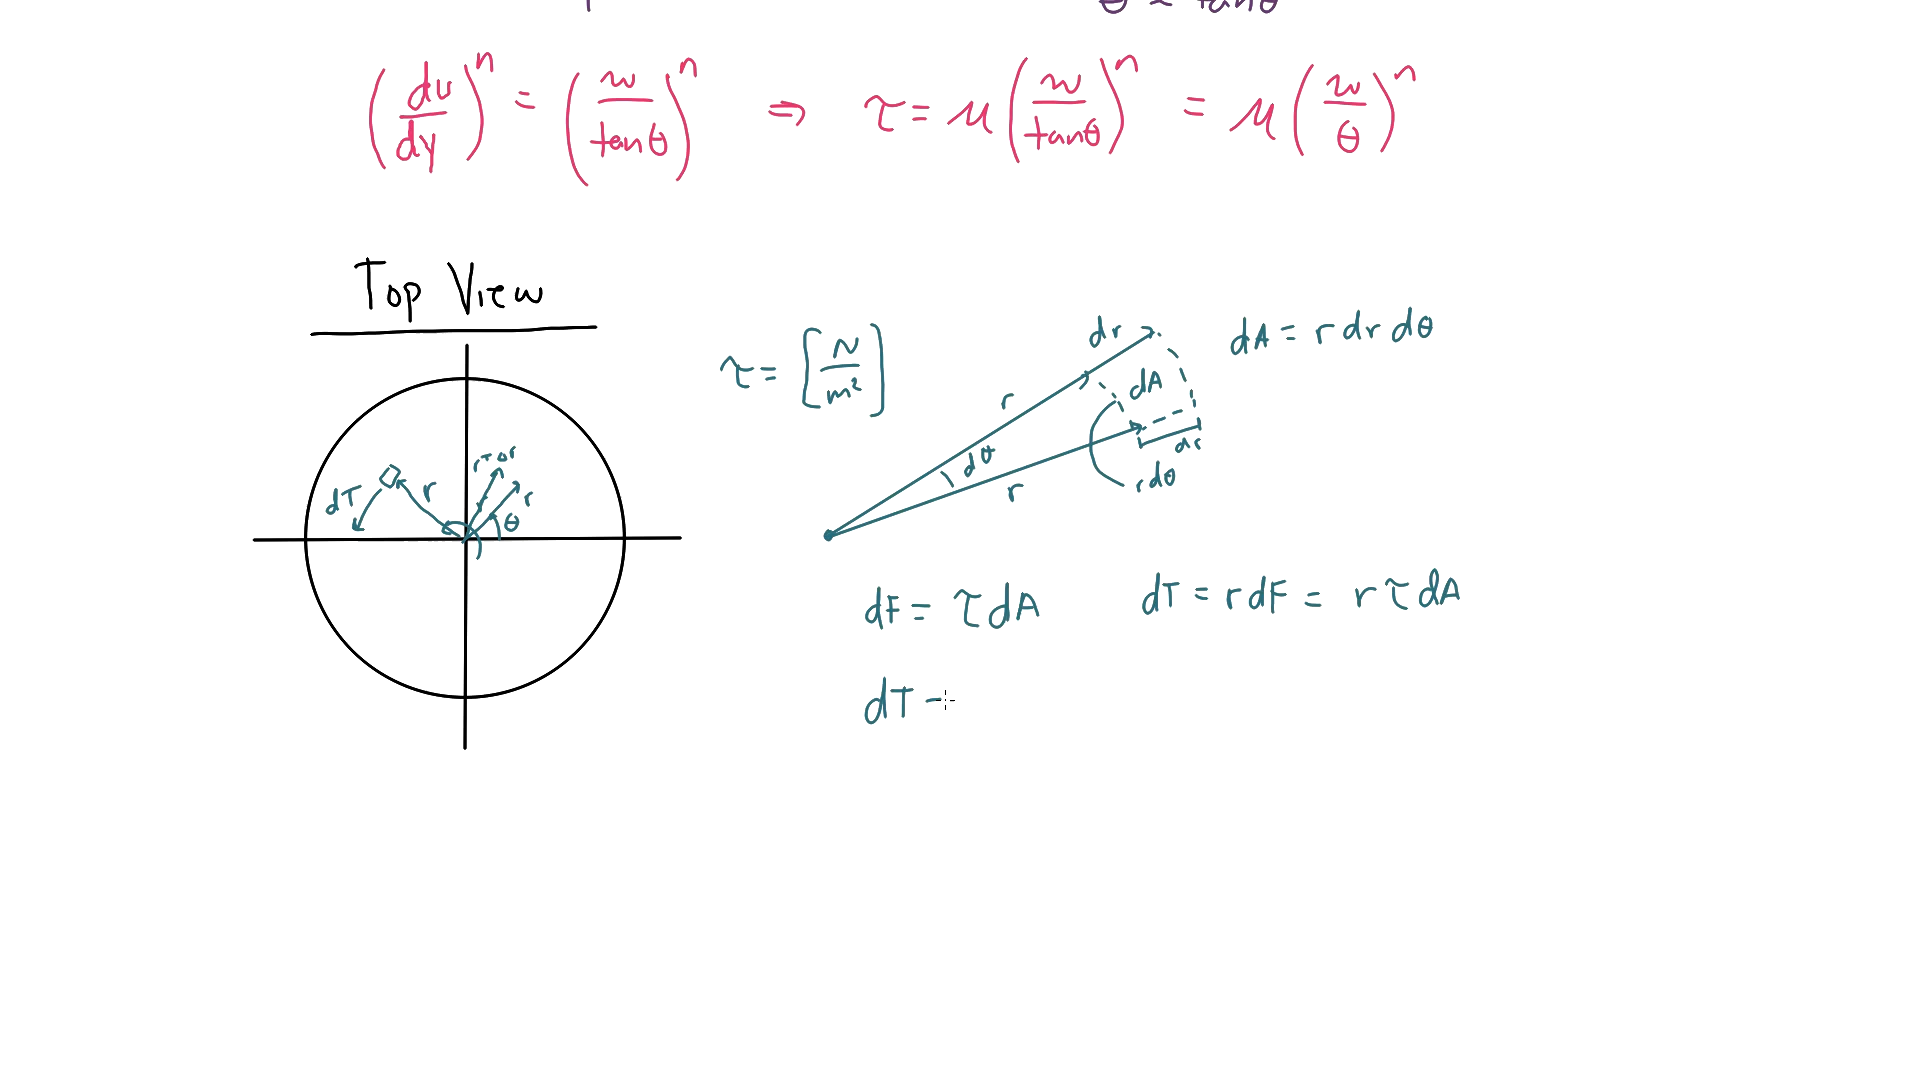 θ ≈ tanθ
(du/dy)^n = (w/tanθ)^n ⇒ τ = μ(w/tanθ)^n = μ(w/θ)^n
Top View
τ = [N/m²]
dr
dA = r dr dθ
r
dA
dθ
r
dr
r dθ
r+dr
r
θ
dT
r
dF = τ dA
dT = r dF = r τ dA
dT -